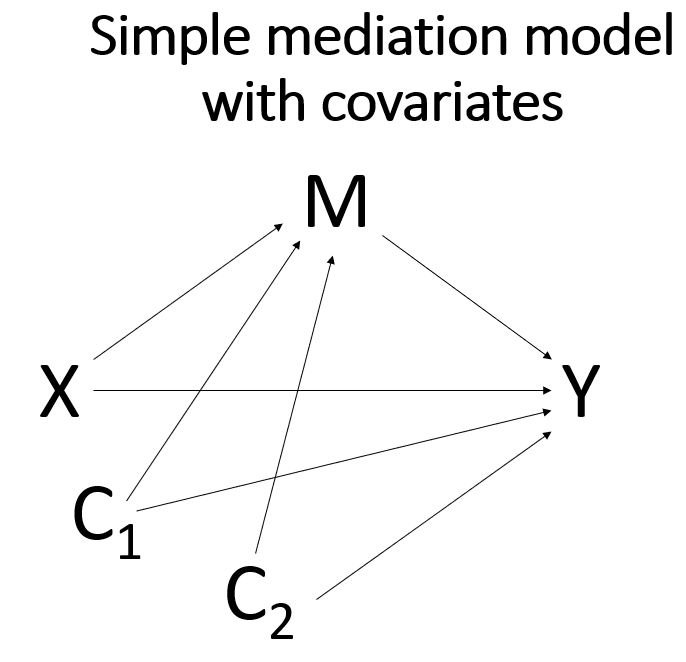 Simple mediation model
with covariates
M
X
Y
C₁
C₂